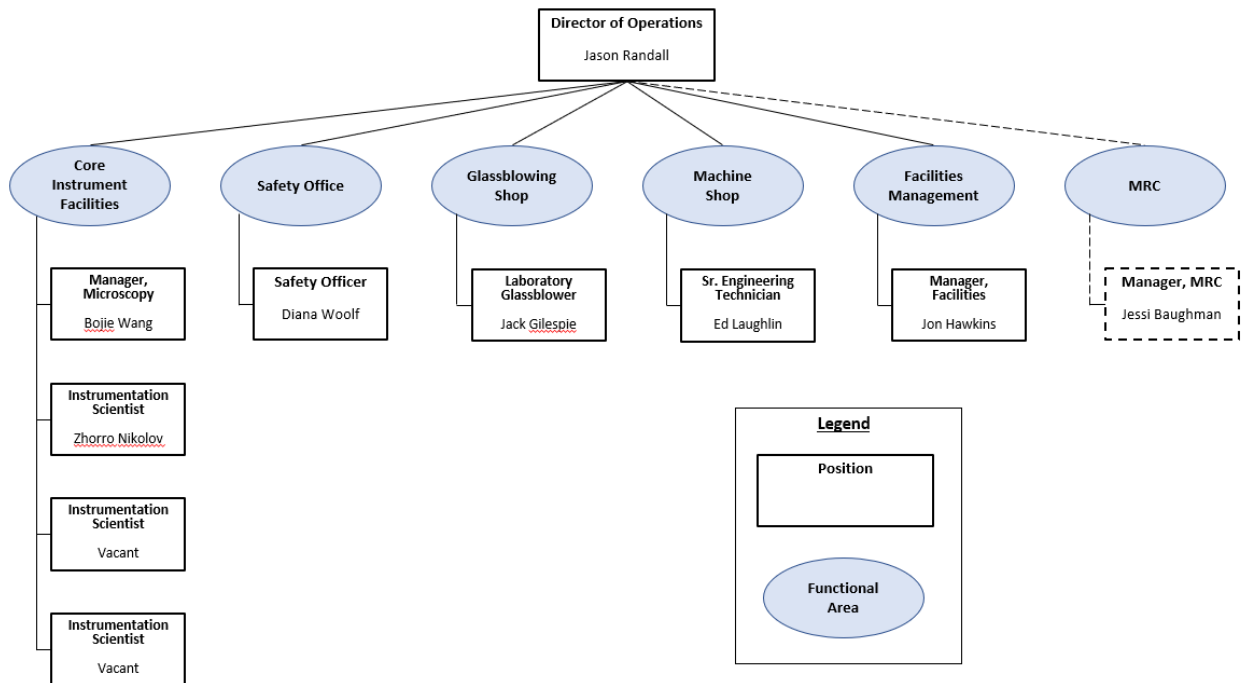 Director of Operations
Jason Randall
Core
Instrument
Facilities
Safety Office
Glassblowing
Shop
Machine
Shop
Facilities
Management
MRC
Manager,
Microscopy
Bojie Wang
Safety Officer
Diana Woolf
Laboratory
Glassblower
Jack Gilespie
Sr. Engineering
Technician
Ed Laughlin
Manager,
Facilities
Jon Hawkins
Manager, MRC
Jessi Baughman
Instrumentation
Scientist
Zhorro Nikolov
Instrumentation
Scientist
Vacant
Instrumentation
Scientist
Vacant
Legend
Position
Functional
Area